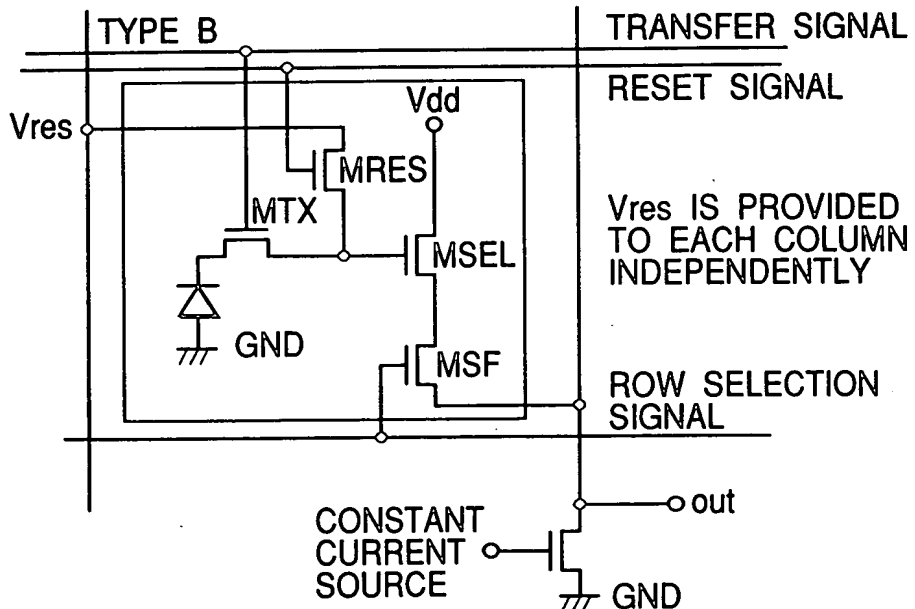 TYPE B
TRANSFER SIGNAL
RESET SIGNAL
Vdd
Vres
MRES
MTX
MSEL
Vres IS PROVIDED
TO EACH COLUMN
INDEPENDENTLY
GND
MSF
ROW SELECTION
SIGNAL
out
CONSTANT
CURRENT
SOURCE
GND